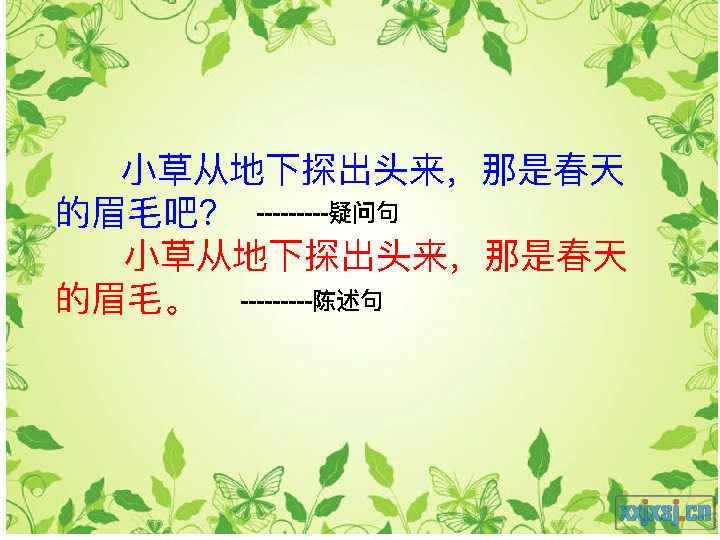 小草从地下探出头来，那是春天
的眉毛吧？ ---------疑问句
小草从地下探出头来，那是春天
的眉毛。 ---------陈述句
xxjxsj.cn